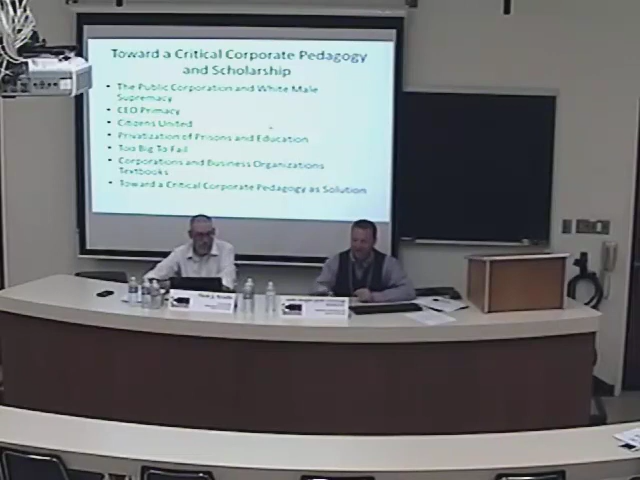 Toward a Critical Corporate Pedagogy
and Scholarship
• The Public Corporation and White Male
Supremacy
• CEO Primacy
• Citizens United
• Privatization of Prisons and Education
• Too Big To Fail
• Corporations and Business Organizations
Textbooks
• Toward a Critical Corporate Pedagogy as Solution